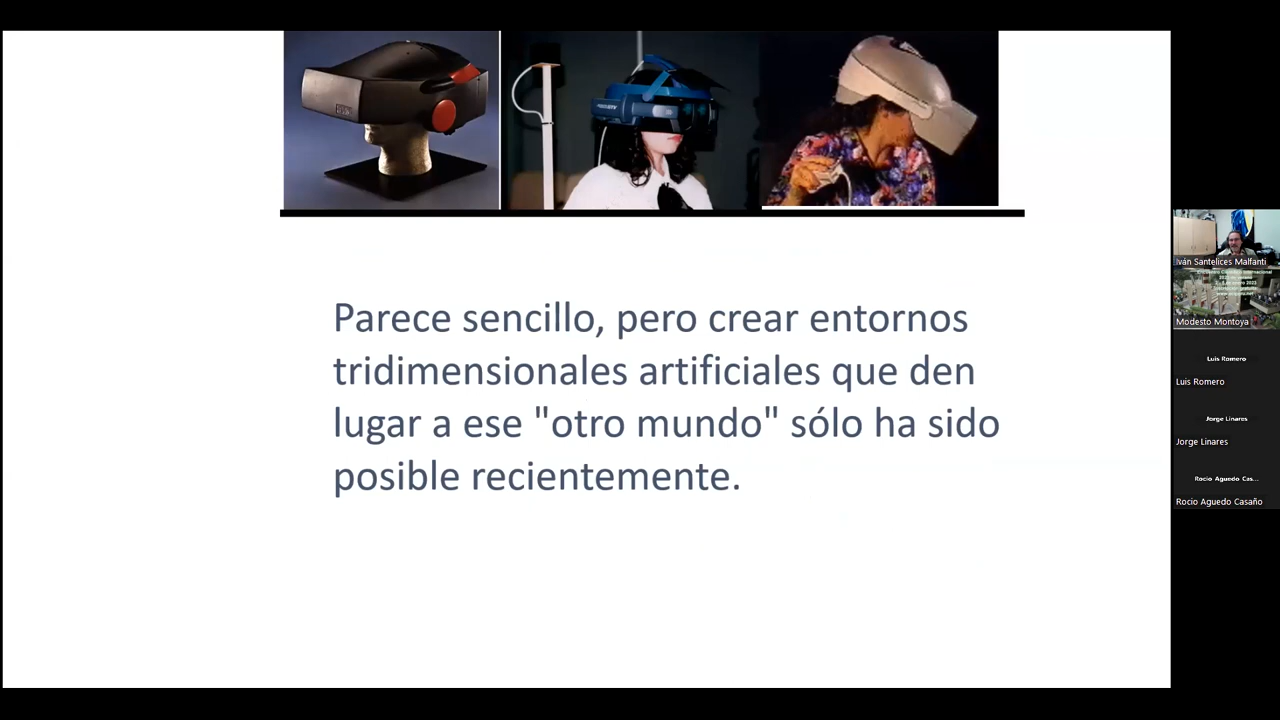 Parece sencillo, pero crear entornos
tridimensionales artificiales que den
lugar a ese "otro mundo" sólo ha sido
posible recientemente.
Iván Santelices Malfanti
Modesto Montoya
Luis Romero
Luis Romero
Jorge Linares
Jorge Linares
Rocio Aguedo Cas...
Rocio Aguedo Casaño